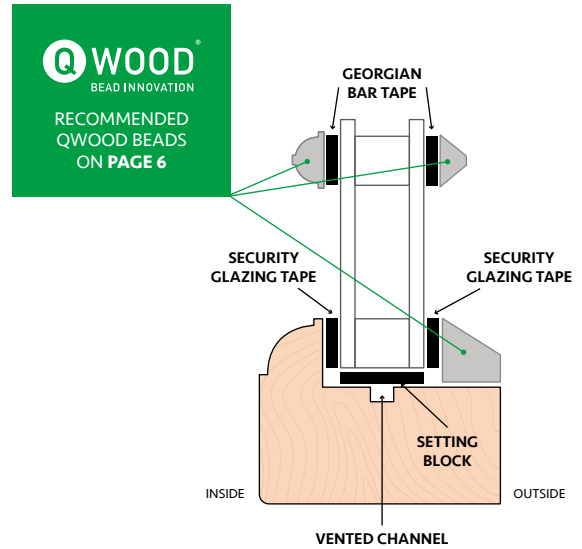 Q WOOD®
BEAD INNOVATION
RECOMMENDED
QWOOD BEADS
ON PAGE 6
GEORGIAN
BAR TAPE
SECURITY
GLAZING TAPE
SECURITY
GLAZING TAPE
SETTING
BLOCK
INSIDE
OUTSIDE
VENTED CHANNEL